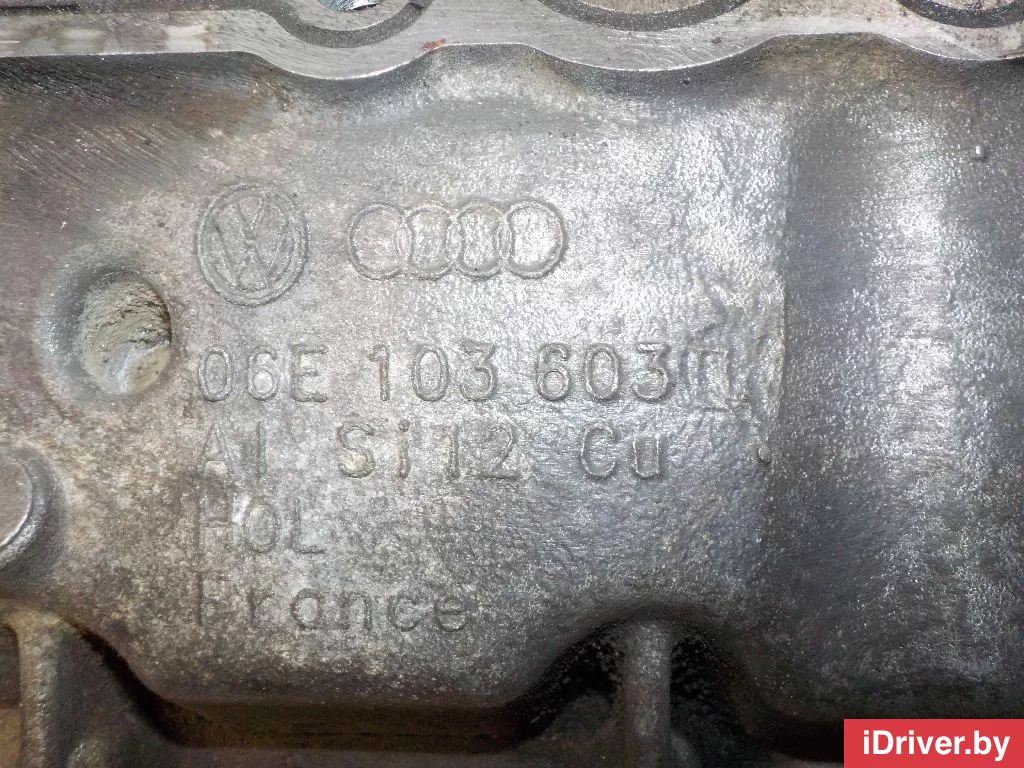 06E 103 603
Al Si12 Cu
HOL
France
iDriver.by